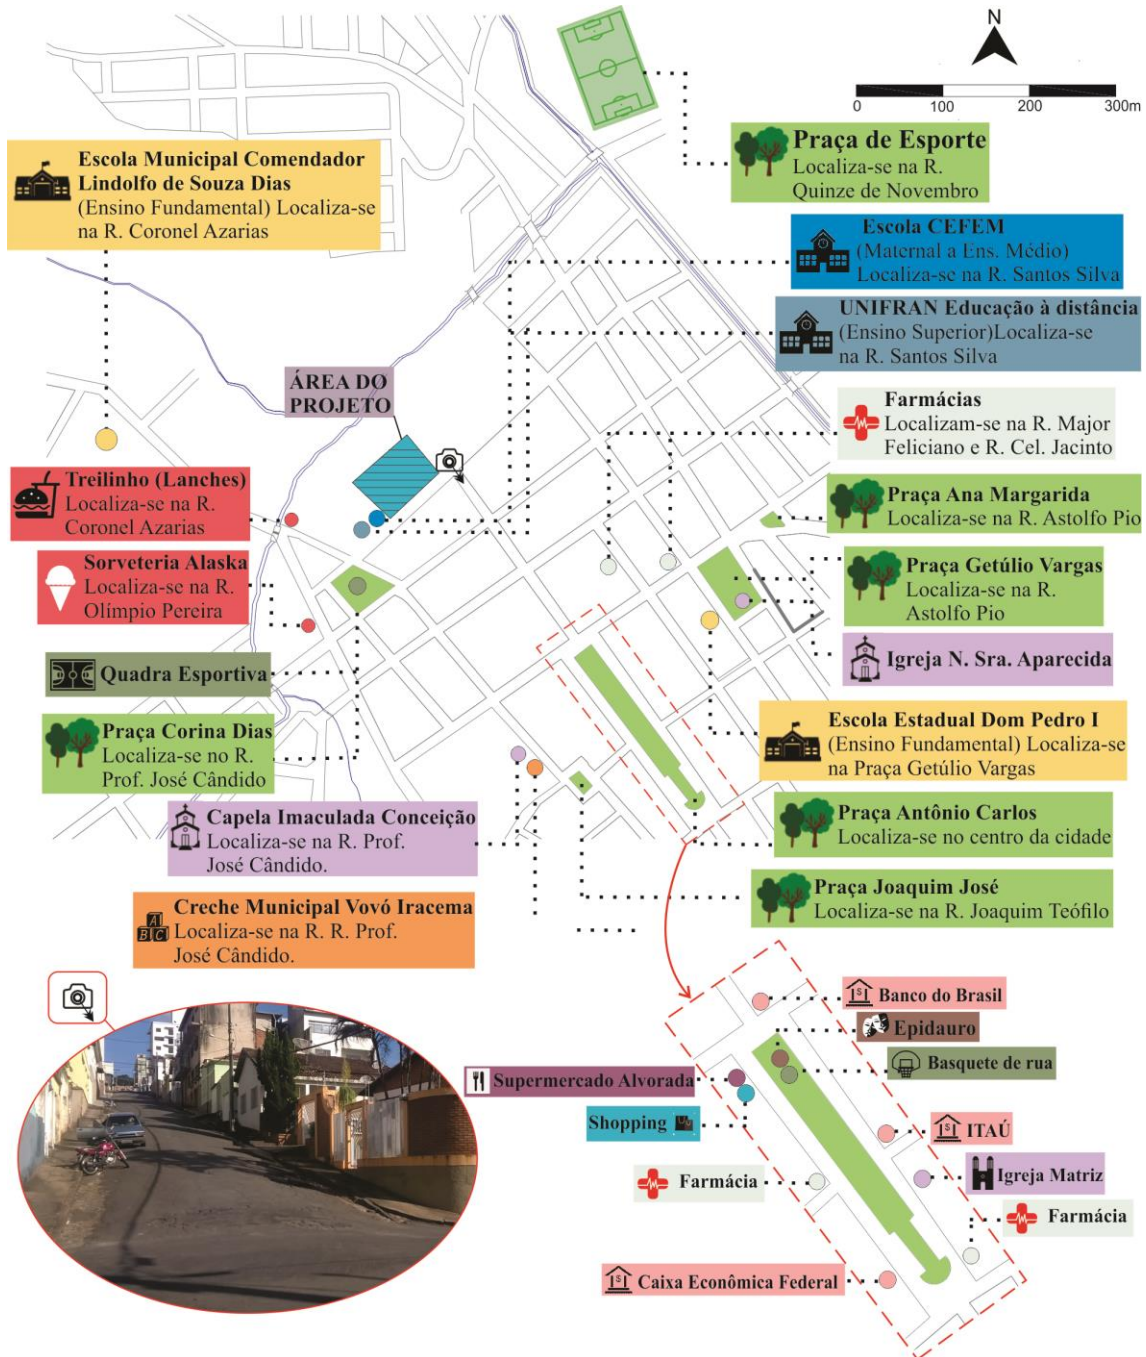 N
0 100 200 300m
Praça de Esporte
Localiza-se na R.
Quinze de Novembro
Escola Municipal Comendador
Lindolfo de Souza Dias
(Ensino Fundamental) Localiza-se
na R. Coronel Azarias
Escola CEFEM
(Maternal a Ens. Médio)
Localiza-se na R. Santos Silva
UNIFRAN Educação à distância
(Ensino Superior)Localiza-se
na R. Santos Silva
ÁREA DO
PROJETO
Farmácias
Localizam-se na R. Major
Feliciano e R. Cel. Jacinto
Treilinho (Lanches)
Localiza-se na R.
Coronel Azarias
Praça Ana Margarida
Localiza-se na R. Astolfo Pio
Sorveteria Alaska
Localiza-se na R.
Olímpio Pereira
Praça Getúlio Vargas
Localiza-se na R.
Astolfo Pio
Igreja N. Sra. Aparecida
Quadra Esportiva
Praça Corina Dias
Localiza-se no R.
Prof. José Cândido
Escola Estadual Dom Pedro I
(Ensino Fundamental) Localiza-se
na Praça Getúlio Vargas
Capela Imaculada Conceição
Localiza-se na R. Prof.
José Cândido.
Praça Antônio Carlos
Localiza-se no centro da cidade
Praça Joaquim José
Localiza-se na R. Joaquim Teófilo
A
B C
Creche Municipal Vovó Iracema
Localiza-se na R. R. Prof.
José Cândido.
$ Banco do Brasil
Epidauro
Basquete de rua
Supermercado Alvorada
Shopping
$ ITAÚ
Farmácia
Igreja Matriz
Farmácia
$ Caixa Econômica Federal